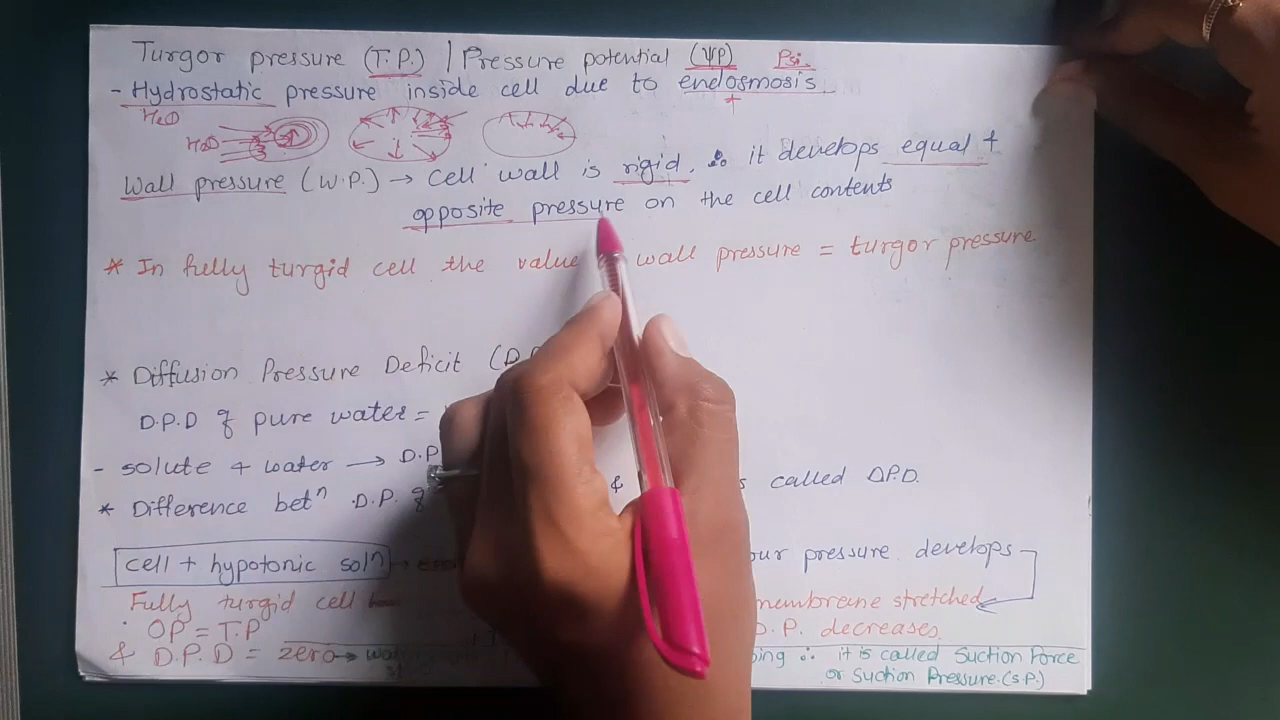 Turgor pressure (T.P.) | Pressure potential (ΨP) Psi.
- Hydrostatic pressure inside cell due to endosmosis.
+
H2O
H2O
Wall pressure (W.P.) → Cell wall is rigid. ∴ it develops equal +
opposite pressure on the cell contents
* In fully turgid cell the value wall pressure = turgor pressure
* Diffusion Pressure Deficit (D.
D.P.D of pure water =
- solute + water → D.P
* Difference betn D.P. of & called D.P.D.
cell + hypotonic soln → pressure develops
Fully turgid cell membrane stretched
OP = T.P D.P. decreases.
& D.P.D = zero → ∴ it is called Suction Force
or Suction Pressure.(S.P.)